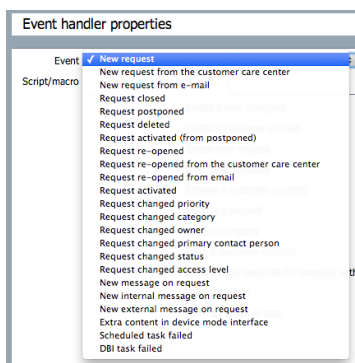 Event handler properties
Event ✓ New request
New request from the customer care center
Script/macro
New request from e-mail
Request closed
Request postponed
Request deleted
Request activated (from postponed)
Request re-opened
Request re-opened from the customer care center
Request re-opened from email
Request activated
Request changed priority
Request changed category
Request changed owner
Request changed primary contact person
Request changed status
Request changed access level
New message on request
New internal message on request
New external message on request
Extra content in device mode interface
Scheduled task failed
DBI task failed